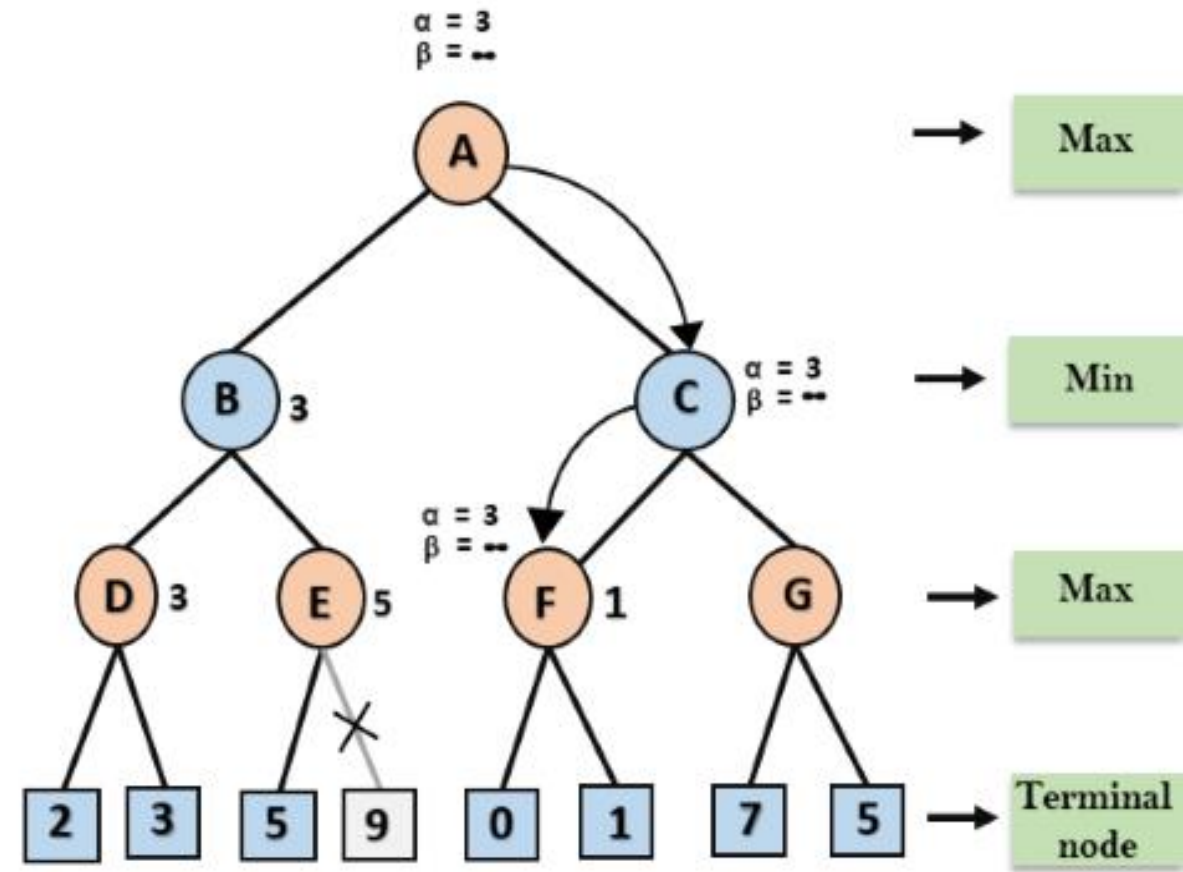 α = 3
β = ∞
A
Max
B
3
C
α = 3
β = ∞
Min
α = 3
β = ∞
D
3
E
5
F
1
G
Max
2
3
5
9
0
1
7
5
Terminal
node